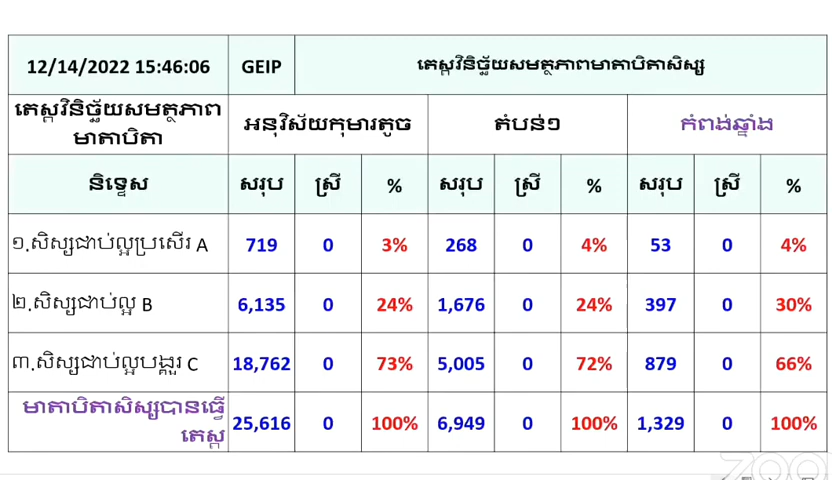 12/14/2022 15:46:06 GEIP តេស្តវិនិច្ឆ័យសមត្ថភាពមាតាបិតាសិស្ស
តេស្តវិនិច្ឆ័យសមត្ថភាព
មាតាបិតា អនុវិស័យកុមារតូច តំបន់១ កំពង់ឆ្នាំង
និទ្ទេស សរុប ស្រី % សរុប ស្រី % សរុប ស្រី %
១.សិស្សជាប់ល្អប្រសើរ A 719 0 3% 268 0 4% 53 0 4%
២.សិស្សជាប់ល្អ B 6,135 0 24% 1,676 0 24% 397 0 30%
៣.សិស្សជាប់ល្អបង្គួរ C 18,762 0 73% 5,005 0 72% 879 0 66%
មាតាបិតាសិស្សបានធ្វើ
តេស្ត 25,616 0 100% 6,949 0 100% 1,329 0 100%